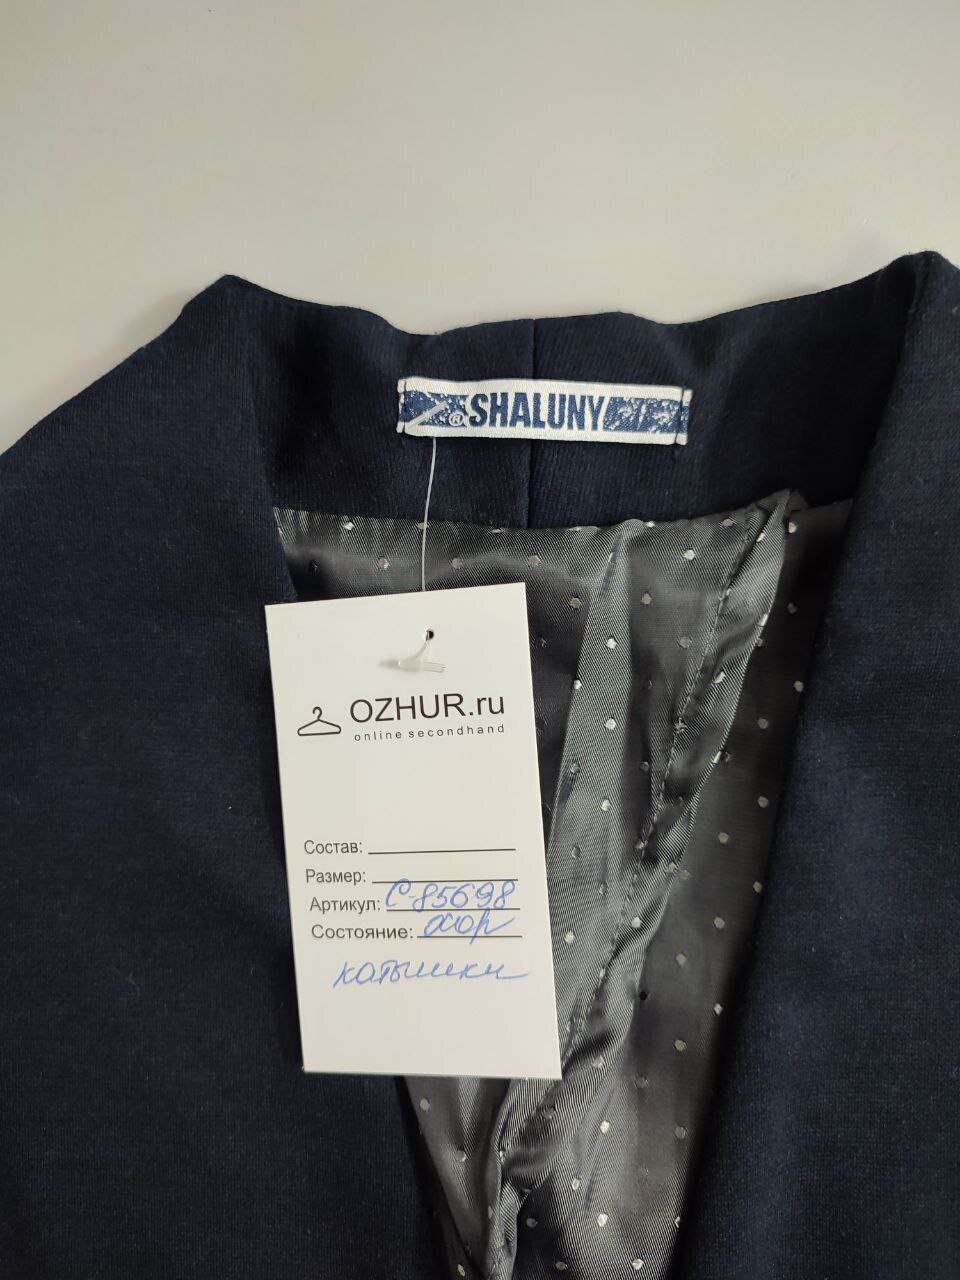 ® SHALUNY
OZHUR.ru
online secondhand
Состав:
Размер:
Артикул: С-85698
Состояние: хор
катышки